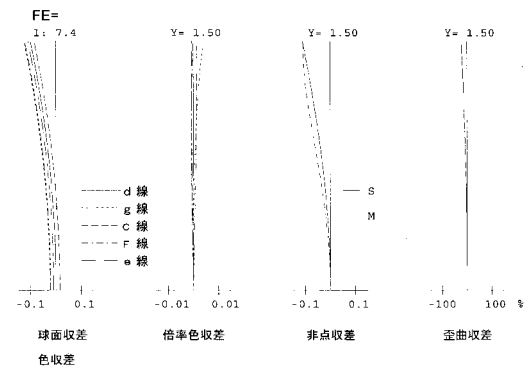 FE=
1: 7.4
Y= 1.50
Y= 1.50
Y= 1.50
d 線
g 線
C 線
F 線
e 線
S
M
-0.1 0.1
-0.01 0.01
-0.1 0.1
-100 100 %
球面収差
色収差
倍率色収差
非点収差
歪曲収差